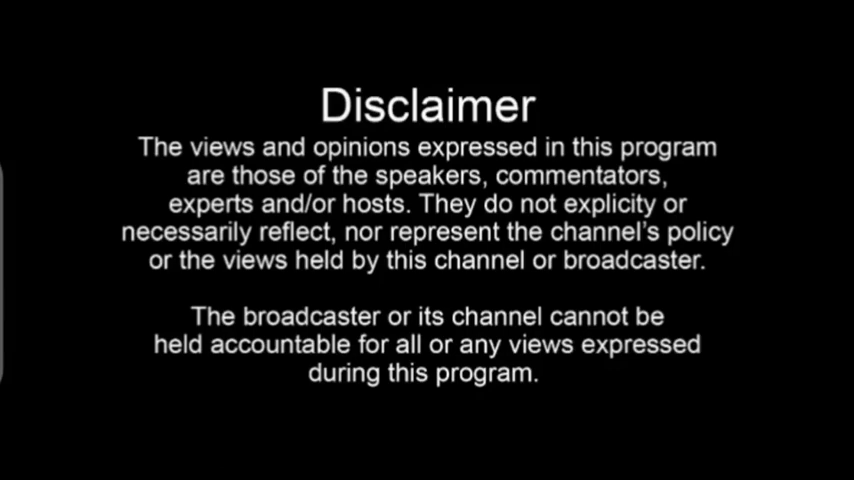 Disclaimer
The views and opinions expressed in this program
are those of the speakers, commentators,
experts and/or hosts. They do not explicity or
necessarily reflect, nor represent the channel's policy
or the views held by this channel or broadcaster.
The broadcaster or its channel cannot be
held accountable for all or any views expressed
during this program.